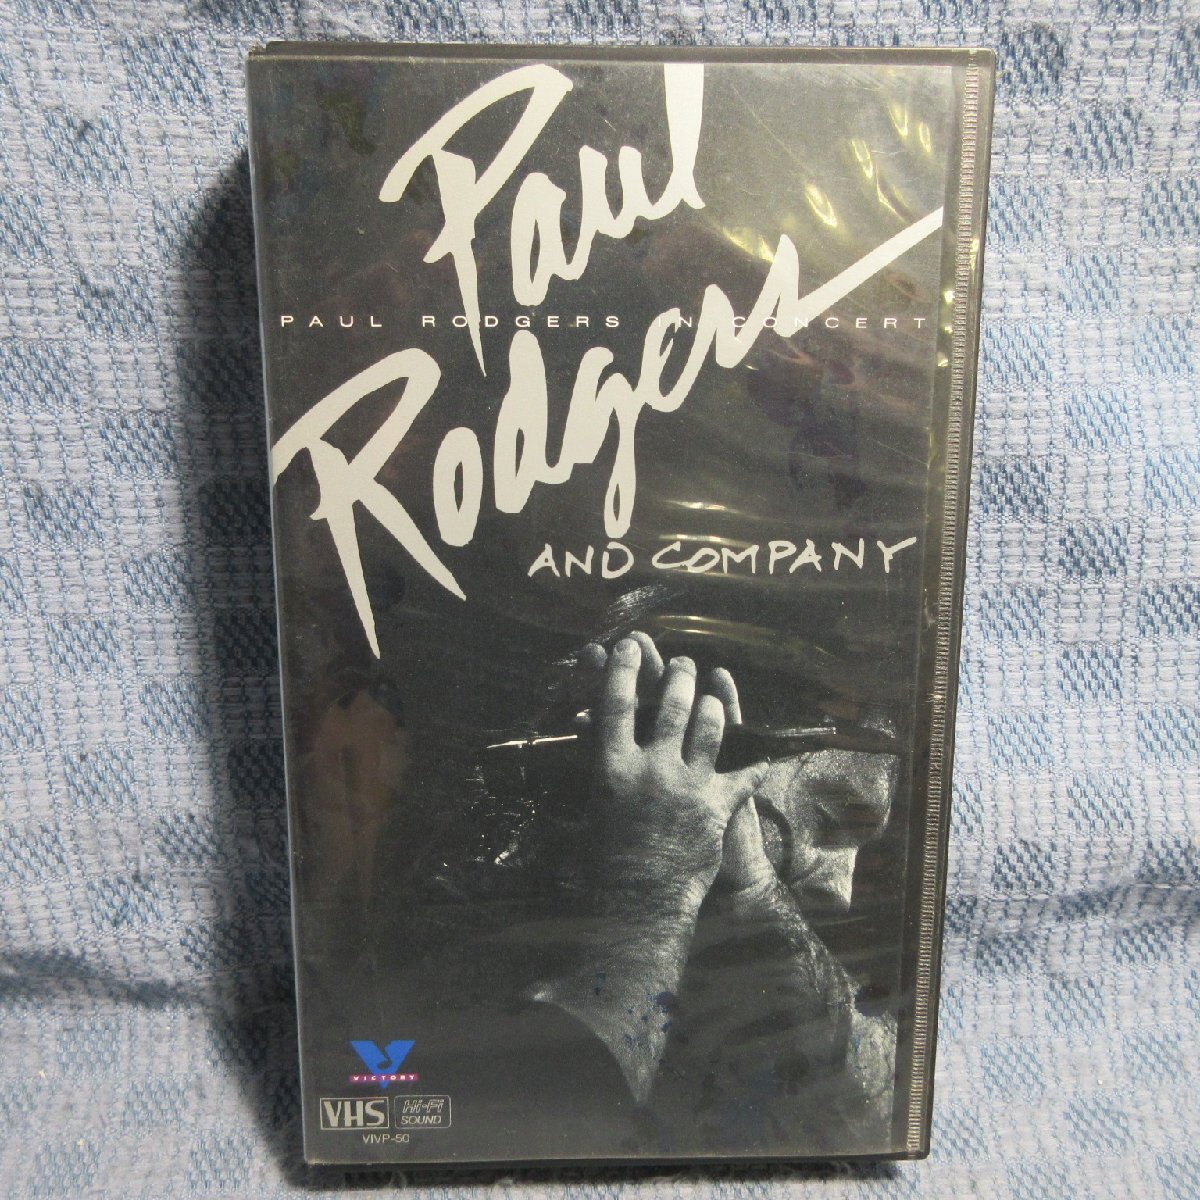 Paul
PAUL RODGERS IN CONCERT
Rodgers
AND COMPANY
VICTORY
VHS
Hi-Fi
SOUND
VIVP-50